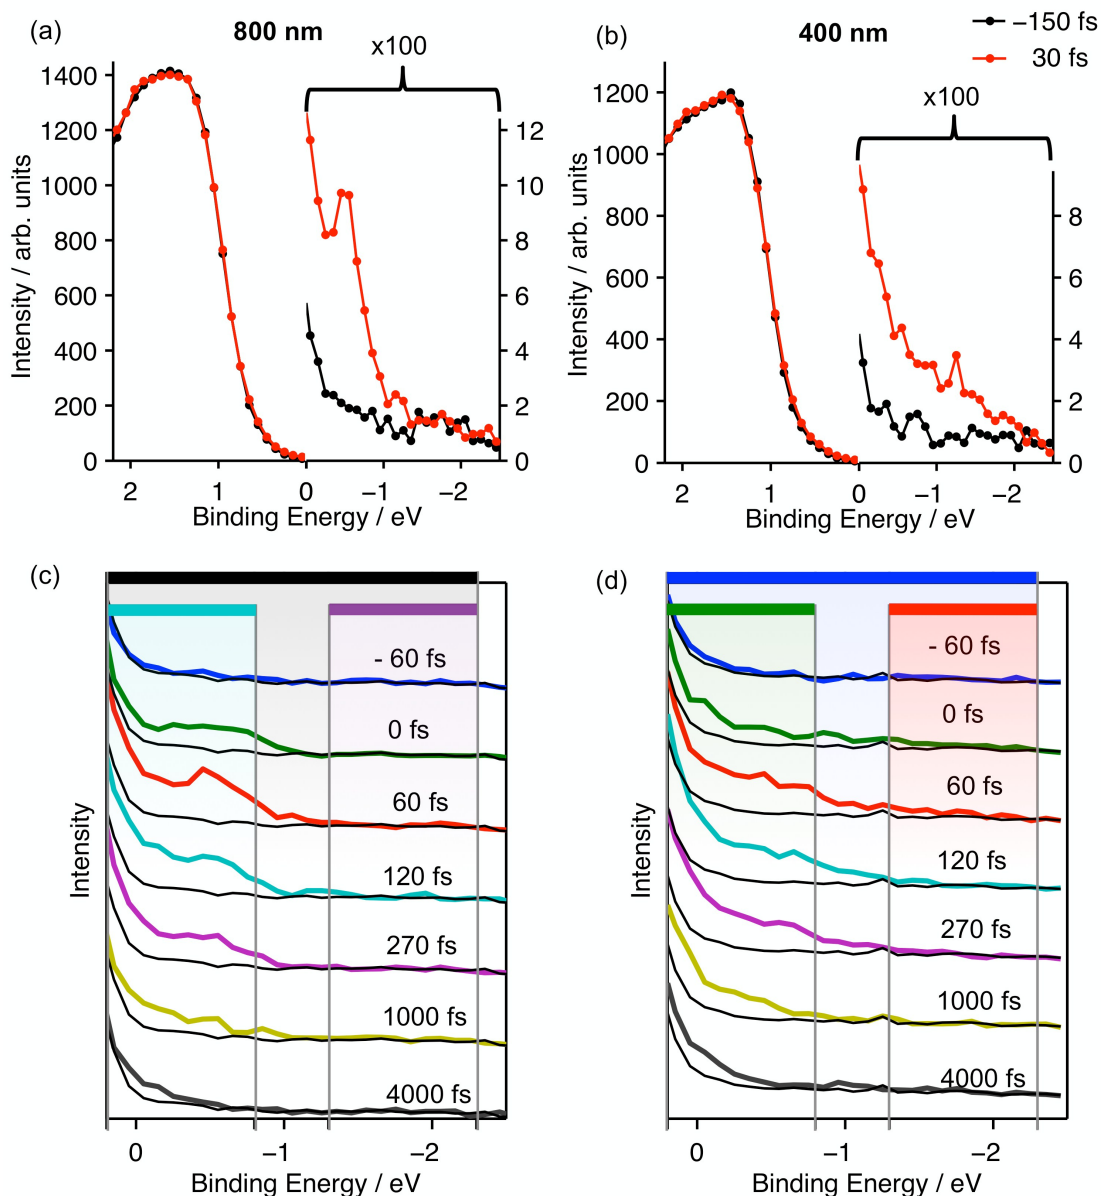 (a)
800 nm
x100
1400
1200
1000
800
600
400
200
0
12
10
8
6
4
2
0
2
1
0
−1
−2
Intensity / arb. units
Binding Energy / eV
(b)
400 nm
−150 fs
30 fs
x100
1200
1000
800
600
400
200
0
8
6
4
2
0
2
1
0
−1
−2
Intensity / arb. units
Binding Energy / eV
(c)
- 60 fs
0 fs
60 fs
120 fs
270 fs
1000 fs
4000 fs
Intensity
0
−1
−2
Binding Energy / eV
(d)
- 60 fs
0 fs
60 fs
120 fs
270 fs
1000 fs
4000 fs
Intensity
0
−1
−2
Binding Energy / eV